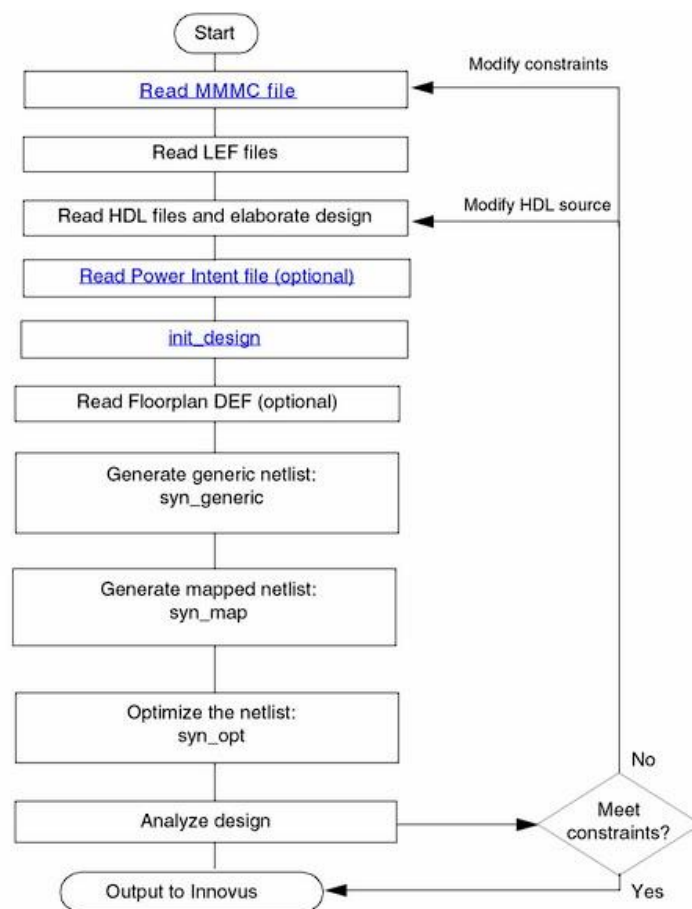 Start
Modify constraints
Read MMMC file
Read LEF files
Read HDL files and elaborate design
Modify HDL source
Read Power Intent file (optional)
init_design
Read Floorplan DEF (optional)
Generate generic netlist:
syn_generic
Generate mapped netlist:
syn_map
Optimize the netlist:
syn_opt
No
Analyze design
Meet
constraints?
Output to Innovus
Yes